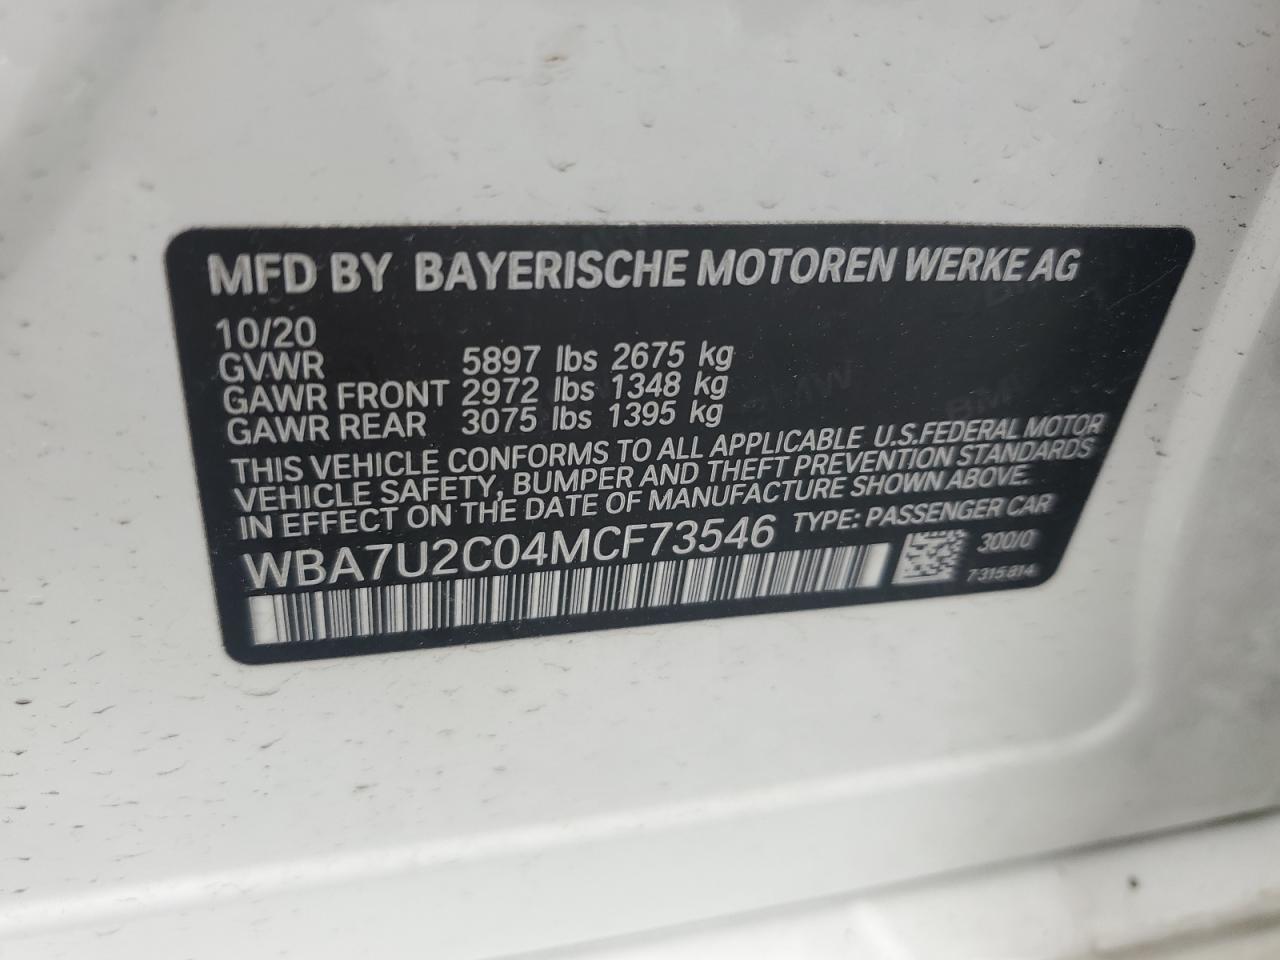 MFD BY BAYERISCHE MOTOREN WERKE AG
10/20
GVWR 5897 lbs 2675 kg
GAWR FRONT 2972 lbs 1348 kg
GAWR REAR 3075 lbs 1395 kg
THIS VEHICLE CONFORMS TO ALL APPLICABLE U.S.FEDERAL MOTOR
VEHICLE SAFETY, BUMPER AND THEFT PREVENTION STANDARDS
IN EFFECT ON THE DATE OF MANUFACTURE SHOWN ABOVE.
WBA7U2C04MCF73546 TYPE: PASSENGER CAR
300/0
7315814